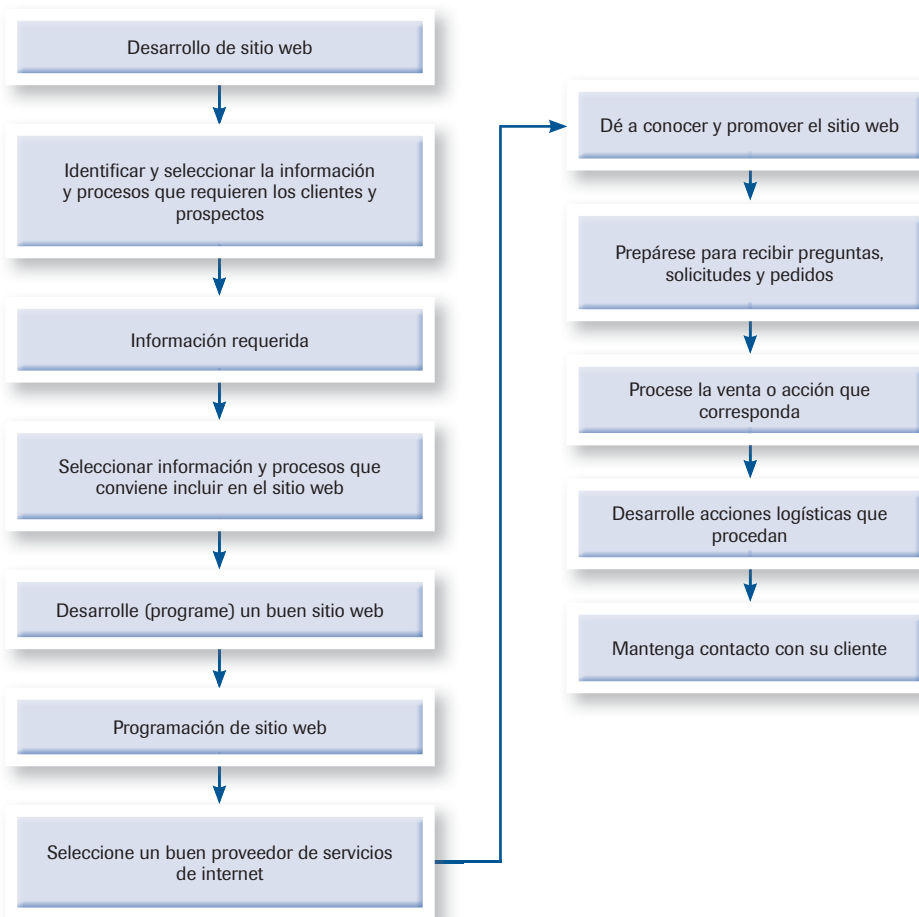 Desarrollo de sitio web
Identificar y seleccionar la información
y procesos que requieren los clientes y
prospectos
Información requerida
Seleccionar información y procesos que
conviene incluir en el sitio web
Desarrolle (programe) un buen sitio web
Programación de sitio web
Seleccione un buen proveedor de servicios
de internet
Dé a conocer y promover el sitio web
Prepárese para recibir preguntas,
solicitudes y pedidos
Procese la venta o acción que
corresponda
Desarrolle acciones logísticas que
procedan
Mantenga contacto con su cliente